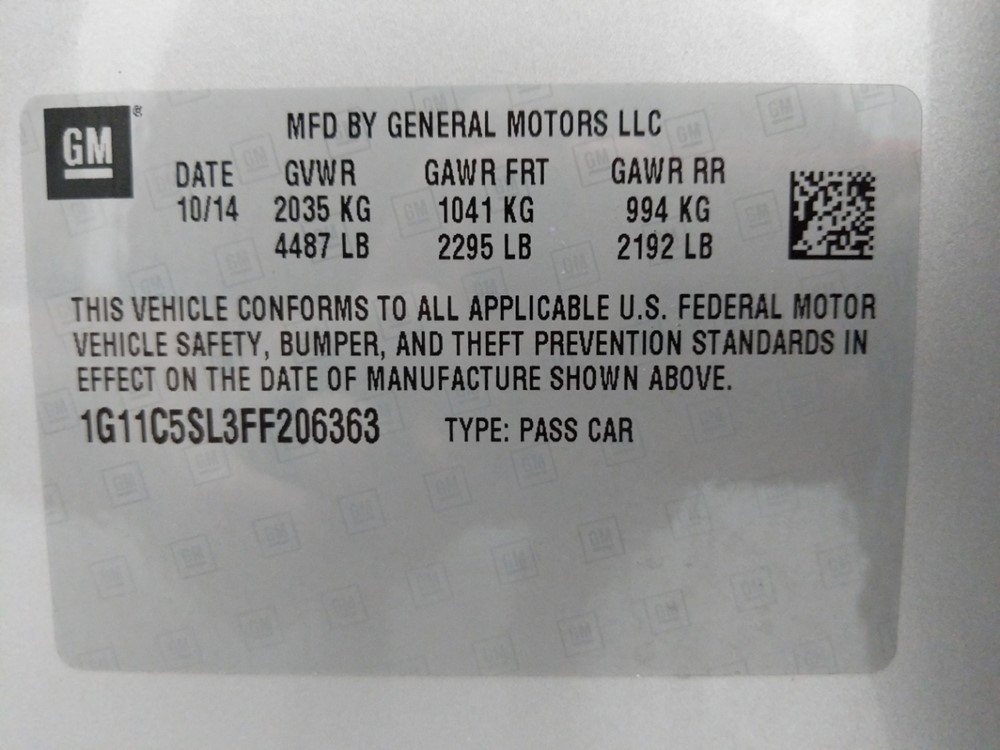 GM ®
MFD BY GENERAL MOTORS LLC
DATE GVWR GAWR FRT GAWR RR
10/14 2035 KG 1041 KG 994 KG
4487 LB 2295 LB 2192 LB
THIS VEHICLE CONFORMS TO ALL APPLICABLE U.S. FEDERAL MOTOR
VEHICLE SAFETY, BUMPER, AND THEFT PREVENTION STANDARDS IN
EFFECT ON THE DATE OF MANUFACTURE SHOWN ABOVE.
1G11C5SL3FF206363 TYPE: PASS CAR